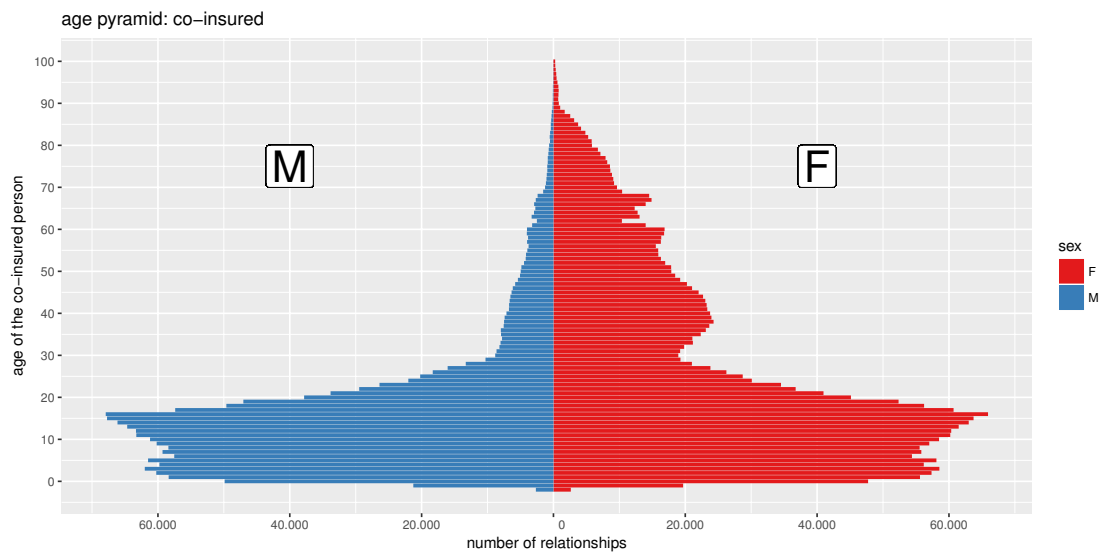 age pyramid: co−insured
100
90
80
70
60
50
40
30
20
10
0
age of the co−insured person
M
F
60.000 40.000 20.000 0 20.000 40.000 60.000
number of relationships
sex
F
M